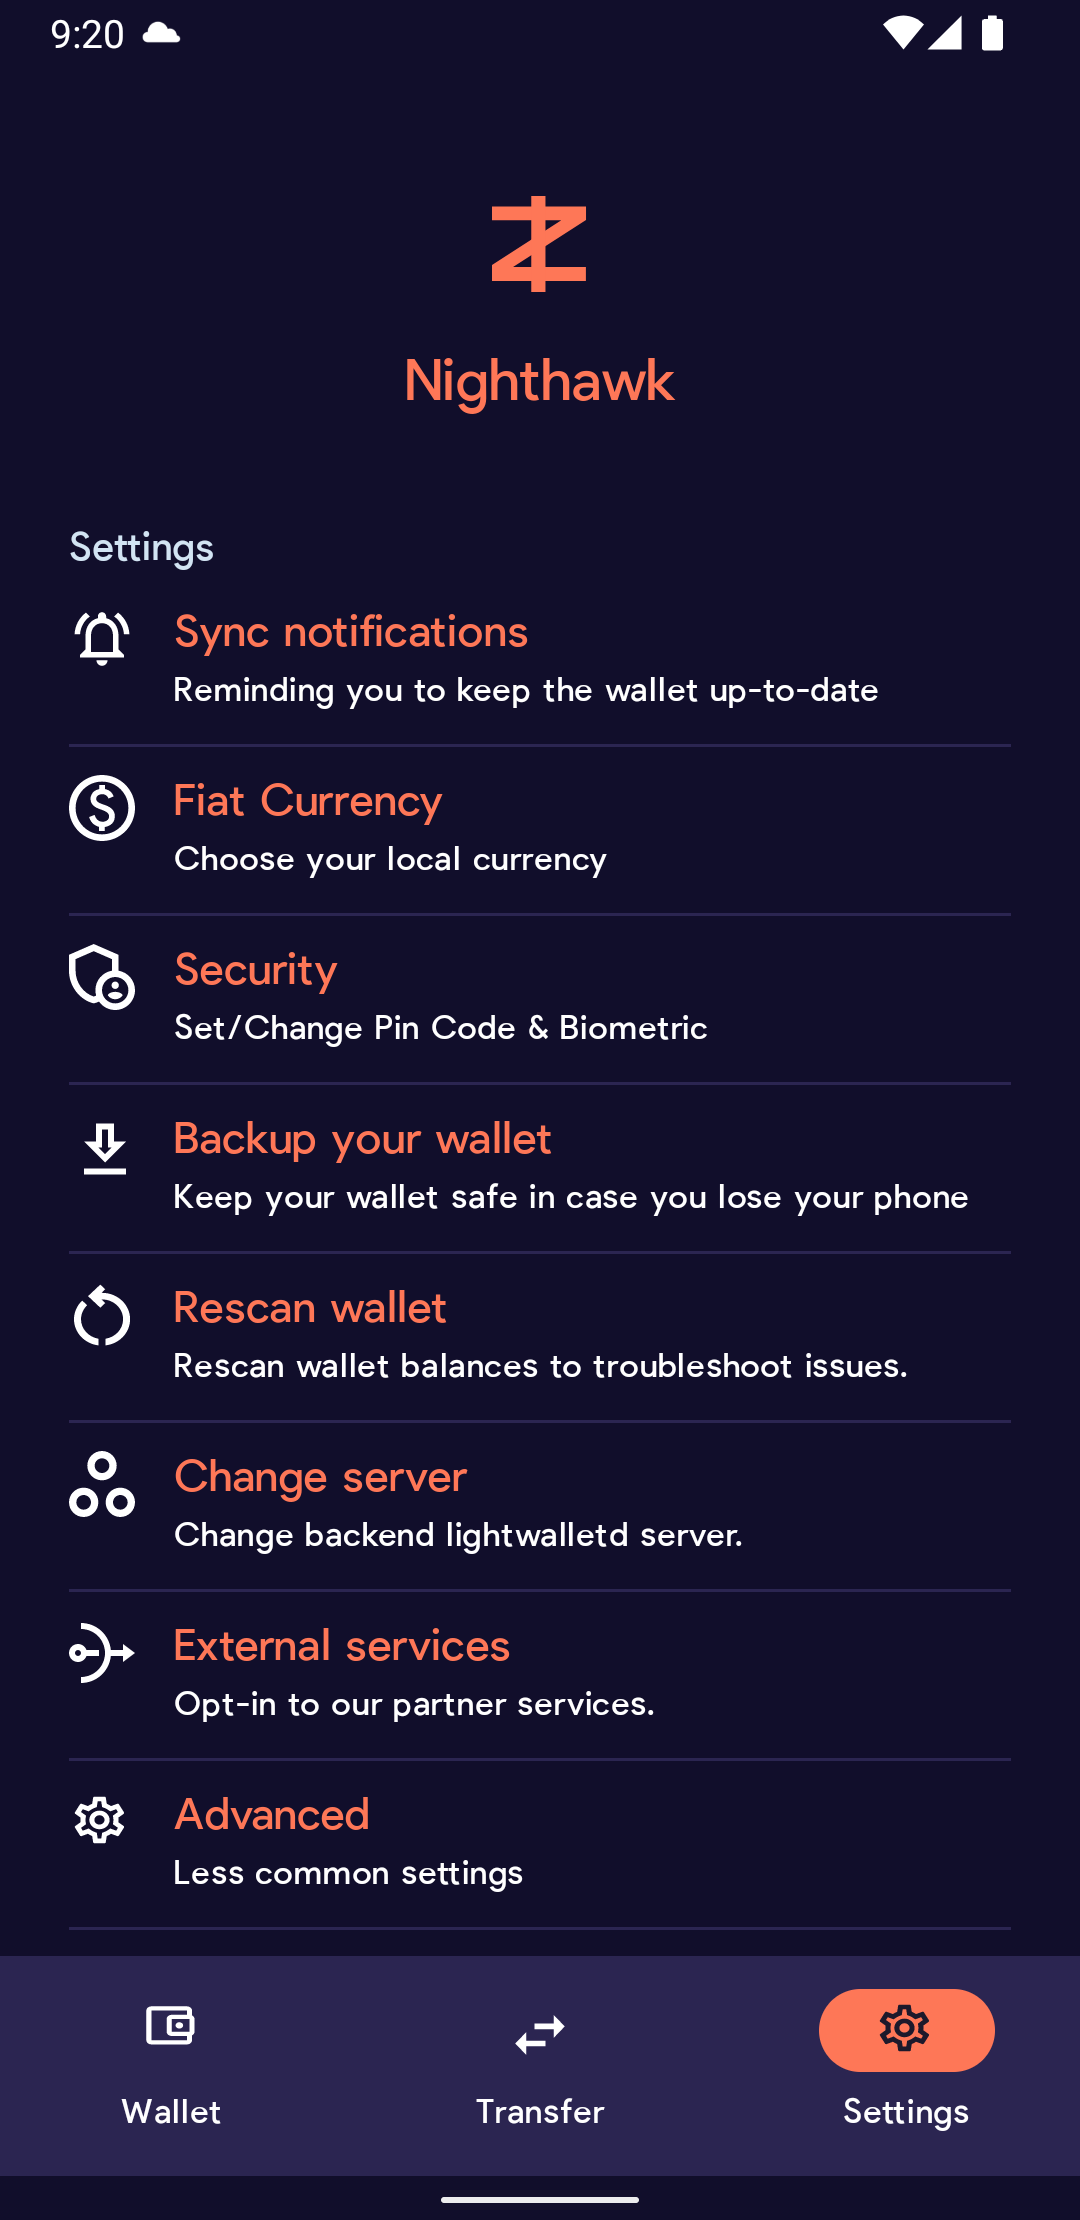 9:20
Nighthawk
Settings
Sync notifications
Reminding you to keep the wallet up-to-date
Fiat Currency
Choose your local currency
Security
Set/Change Pin Code & Biometric
Backup your wallet
Keep your wallet safe in case you lose your phone
Rescan wallet
Rescan wallet balances to troubleshoot issues.
Change server
Change backend lightwalletd server.
External services
Opt-in to our partner services.
Advanced
Less common settings
Wallet Transfer Settings